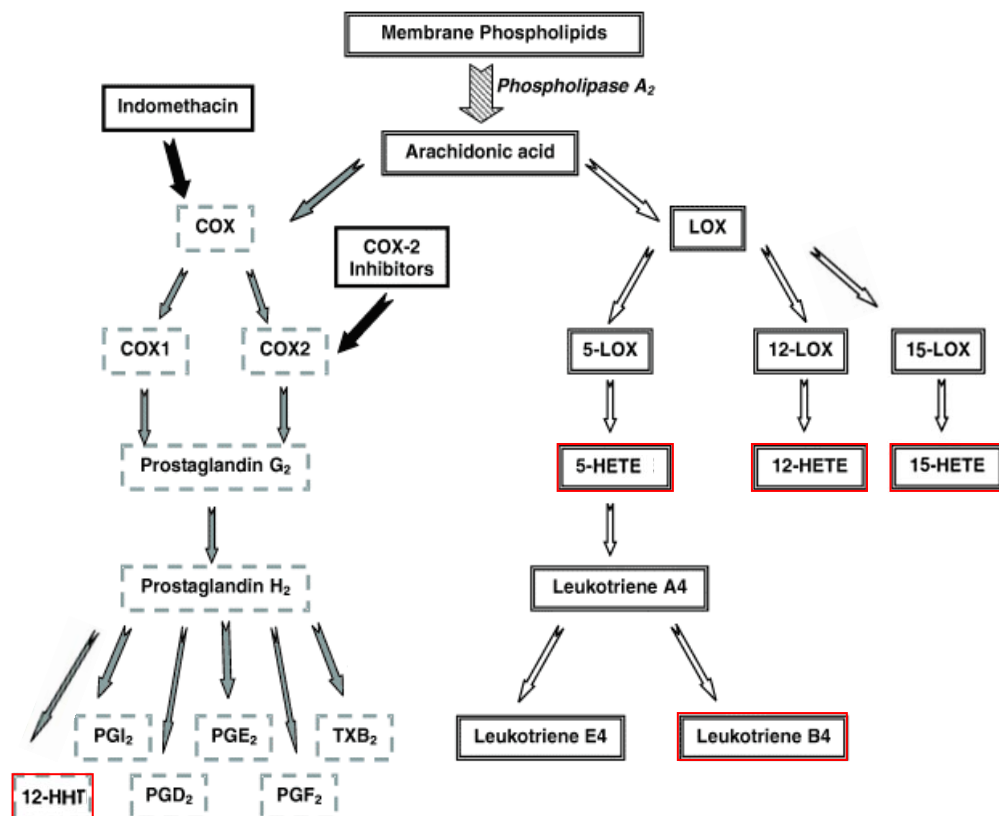 Membrane Phospholipids
Phospholipase A₂
Indomethacin
Arachidonic acid
COX
LOX
COX-2
Inhibitors
COX1
COX2
5-LOX
12-LOX
15-LOX
Prostaglandin G₂
5-HETE
12-HETE
15-HETE
Prostaglandin H₂
Leukotriene A4
PGI₂
PGE₂
TXB₂
Leukotriene E4
Leukotriene B4
12-HHT
PGD₂
PGF₂